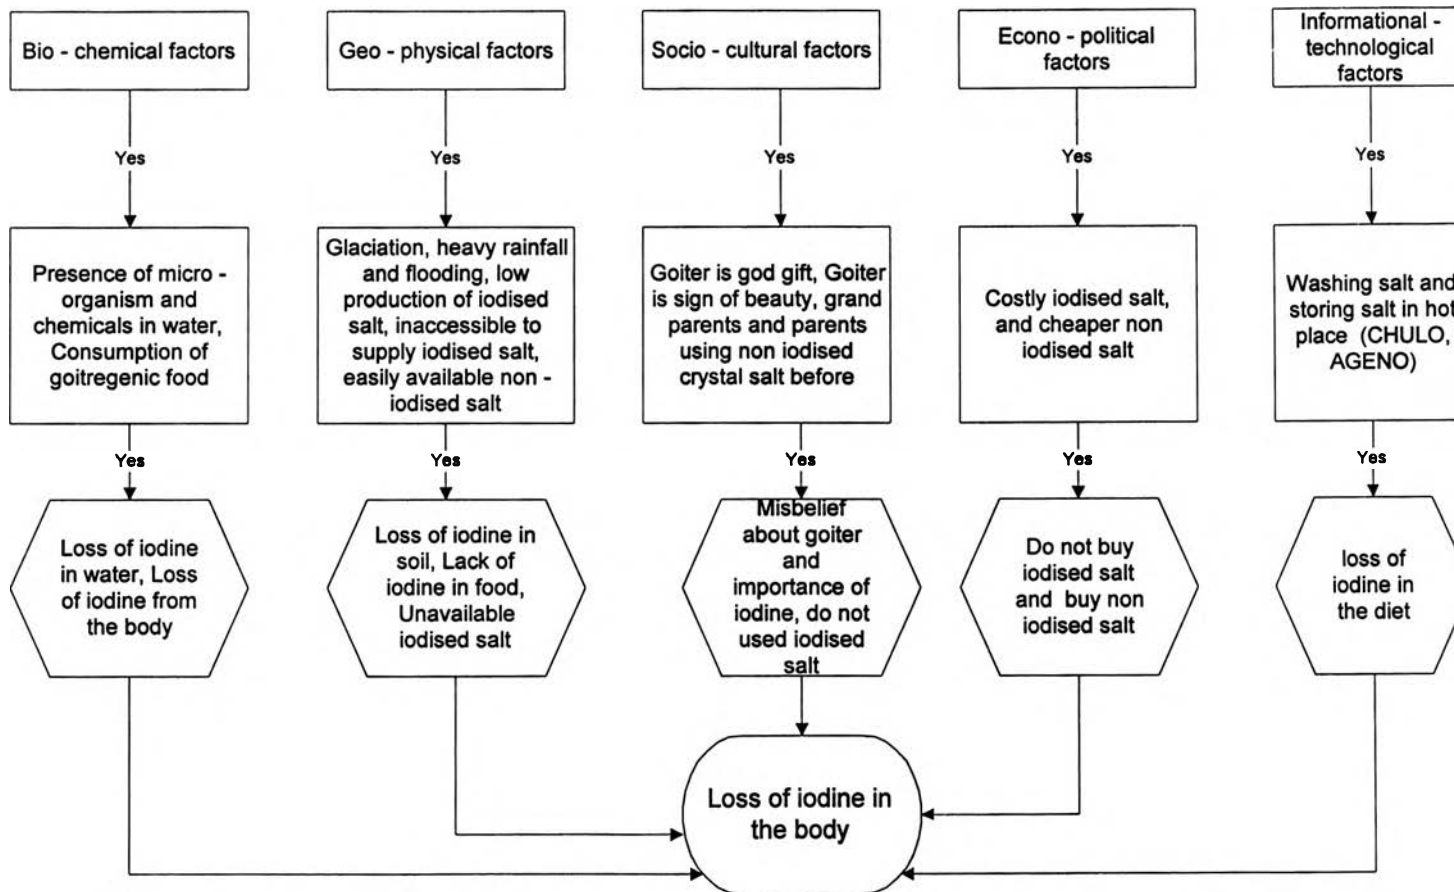 Bio - chemical factors
Geo - physical factors
Socio - cultural factors
Econo - political
factors
Informational -
technological
factors
Yes
Yes
Yes
Yes
Yes
Presence of micro -
organism and
chemicals in water,
Consumption of
goitregenic food
Glaciation, heavy rainfall
and flooding, low
production of iodised
salt, inaccessible to
supply iodised salt,
easily available non -
iodised salt
Goiter is god gift, Goiter
is sign of beauty, grand
parents and parents
using non iodised
crystal salt before
Costly iodised salt,
and cheaper non
iodised salt
Washing salt and
storing salt in hot
place (CHULO,
AGENO)
Yes
Yes
Yes
Yes
Yes
Loss of iodine
in water, Loss
of iodine from
the body
Loss of iodine in
soil, Lack of
iodine in food,
Unavailable
iodised salt
Misbelief
about goiter
and
importance of
iodine, do not
used iodised
salt
Do not buy
iodised salt
and buy non
iodised salt
loss of
iodine in
the diet
Loss of iodine in
the body